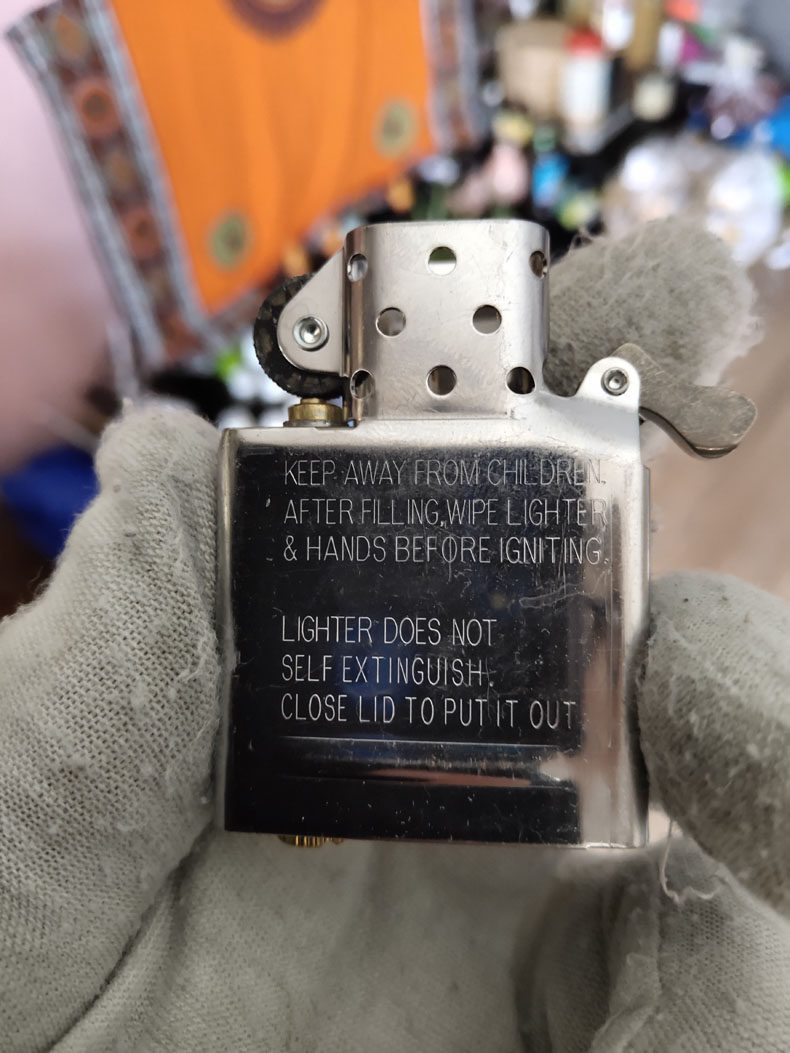 KEEP AWAY FROM CHILDREN.
AFTER FILLING, WIPE LIGHTER
& HANDS BEFORE IGNITING.
LIGHTER DOES NOT
SELF EXTINGUISH.
CLOSE LID TO PUT IT OUT